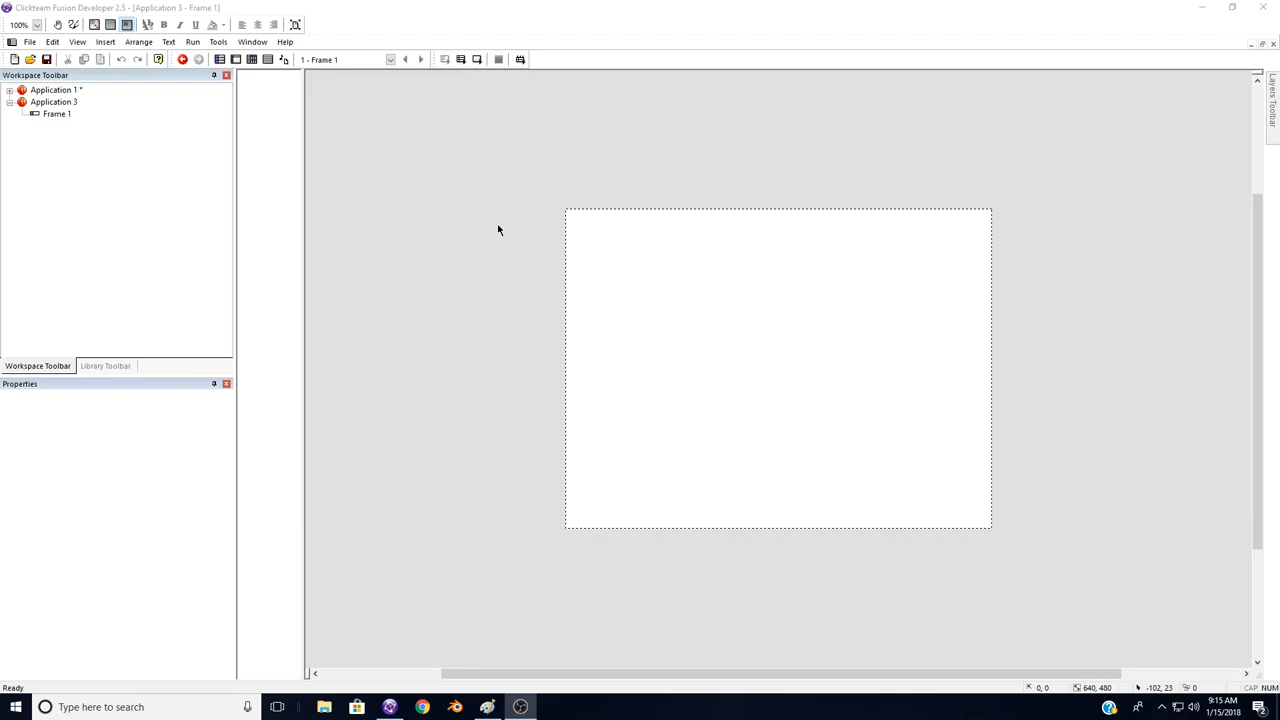 Clickteam Fusion Developer 2.5 - [Application 3 - Frame 1]
100%
B I U
File Edit View Insert Arrange Text Run Tools Window Help
1 - Frame 1
Workspace Toolbar
Application 1 *
Application 3
Frame 1
Layers Toolbar
Workspace Toolbar Library Toolbar
Properties
Ready
0, 0 640, 480 -102, 23 0 CAP NUM
Type here to search
9:15 AM
1/15/2018
2